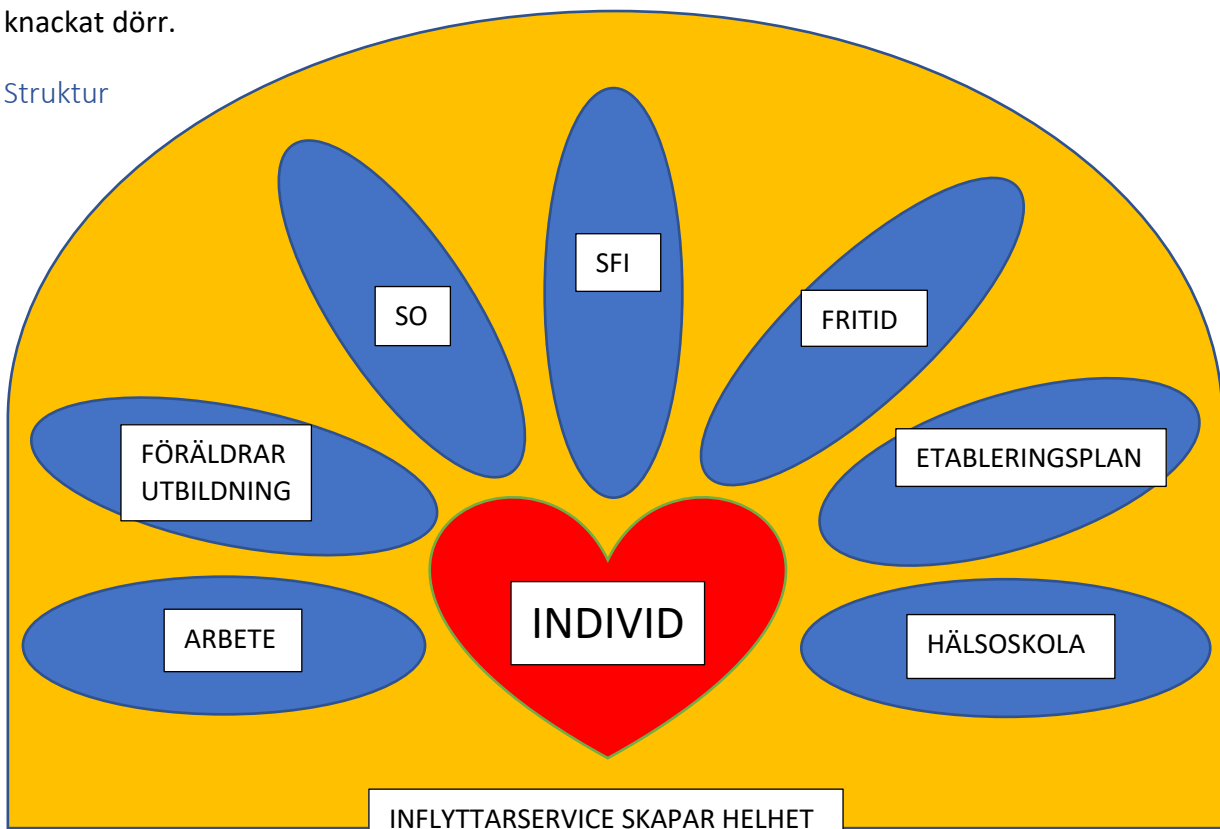 knackat dörr.
Struktur
SFI
SO
FRITID
FÖRÄLDRAR
UTBILDNING
ETABLERINGSPLAN
INDIVID
ARBETE
HÄLSOSKOLA
INFLYTTARSERVICE SKAPAR HELHET